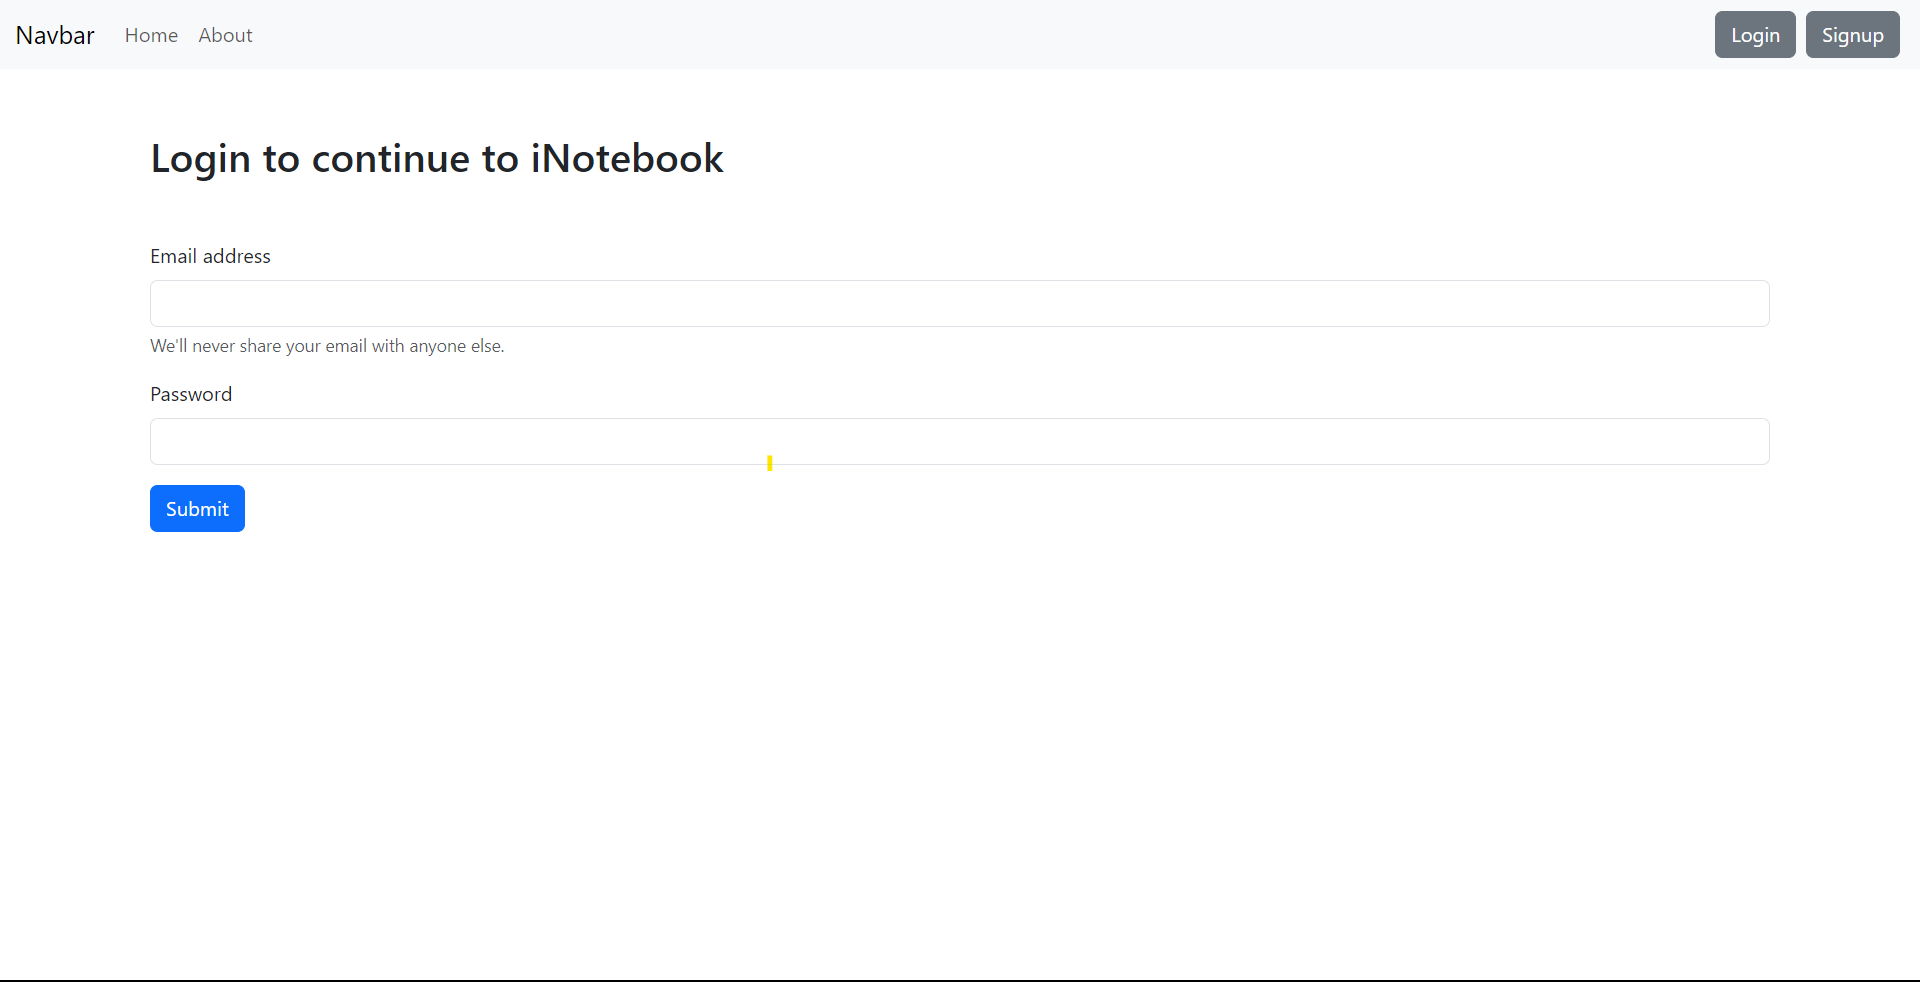 Navbar Home About Login Signup
Login to continue to iNotebook
Email address
We'll never share your email with anyone else.
Password
Submit